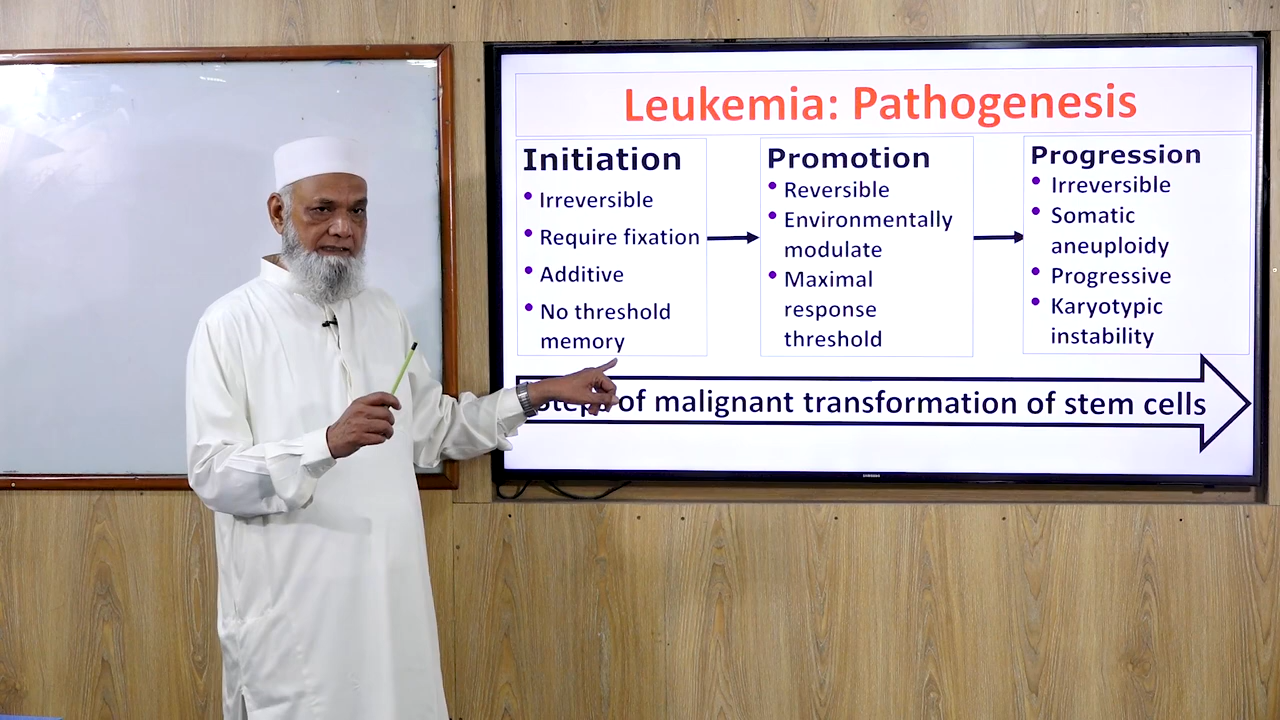 Leukemia: Pathogenesis
Initiation
• Irreversible
• Require fixation
• Additive
• No threshold
memory
Promotion
• Reversible
• Environmentally
modulate
• Maximal
response
threshold
Progression
• Irreversible
• Somatic
aneuploidy
• Progressive
• Karyotypic
instability
of malignant transformation of stem cells
SAMSUNG